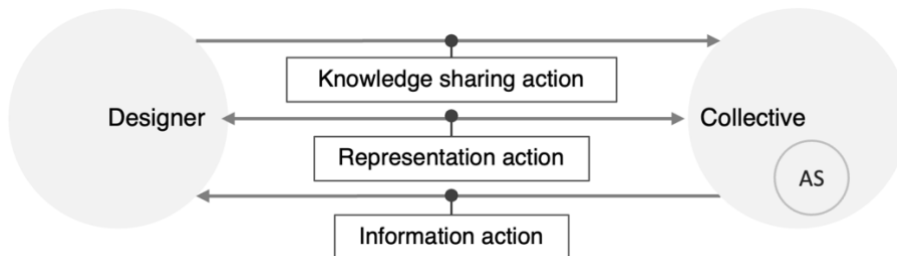 Knowledge sharing action
Designer
Collective
Representation action
AS
Information action